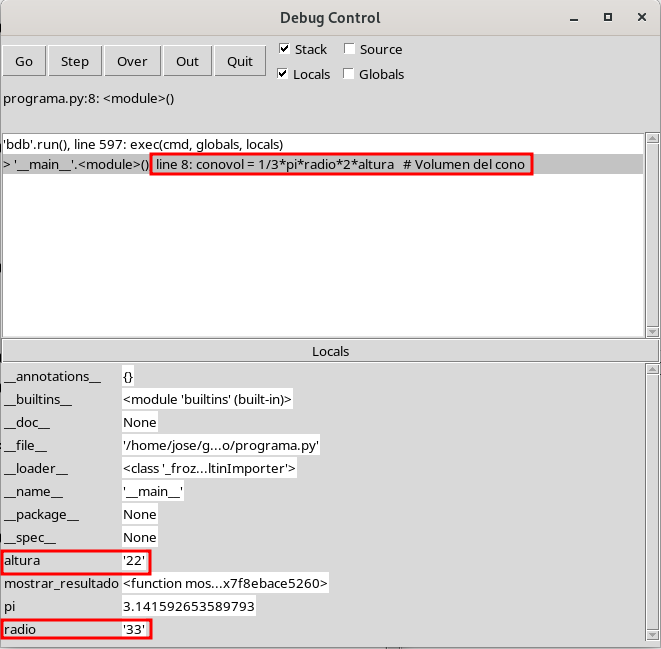 Debug Control
Go Step Over Out Quit Stack Source
Locals Globals
programa.py:8: <module>()
'bdb'.run(), line 597: exec(cmd, globals, locals)
> '__main__'.<module>() line 8: conovol = 1/3*pi*radio*2*altura # Volumen del cono
Locals
__annotations__ {}
__builtins__ <module 'builtins' (built-in)>
__doc__ None
__file__ '/home/jose/g...o/programa.py'
__loader__ <class '_froz...ltinImporter'>
__name__ '__main__'
__package__ None
__spec__ None
altura '22'
mostrar_resultado <function mos...x7f8ebace5260>
pi 3.141592653589793
radio '33'